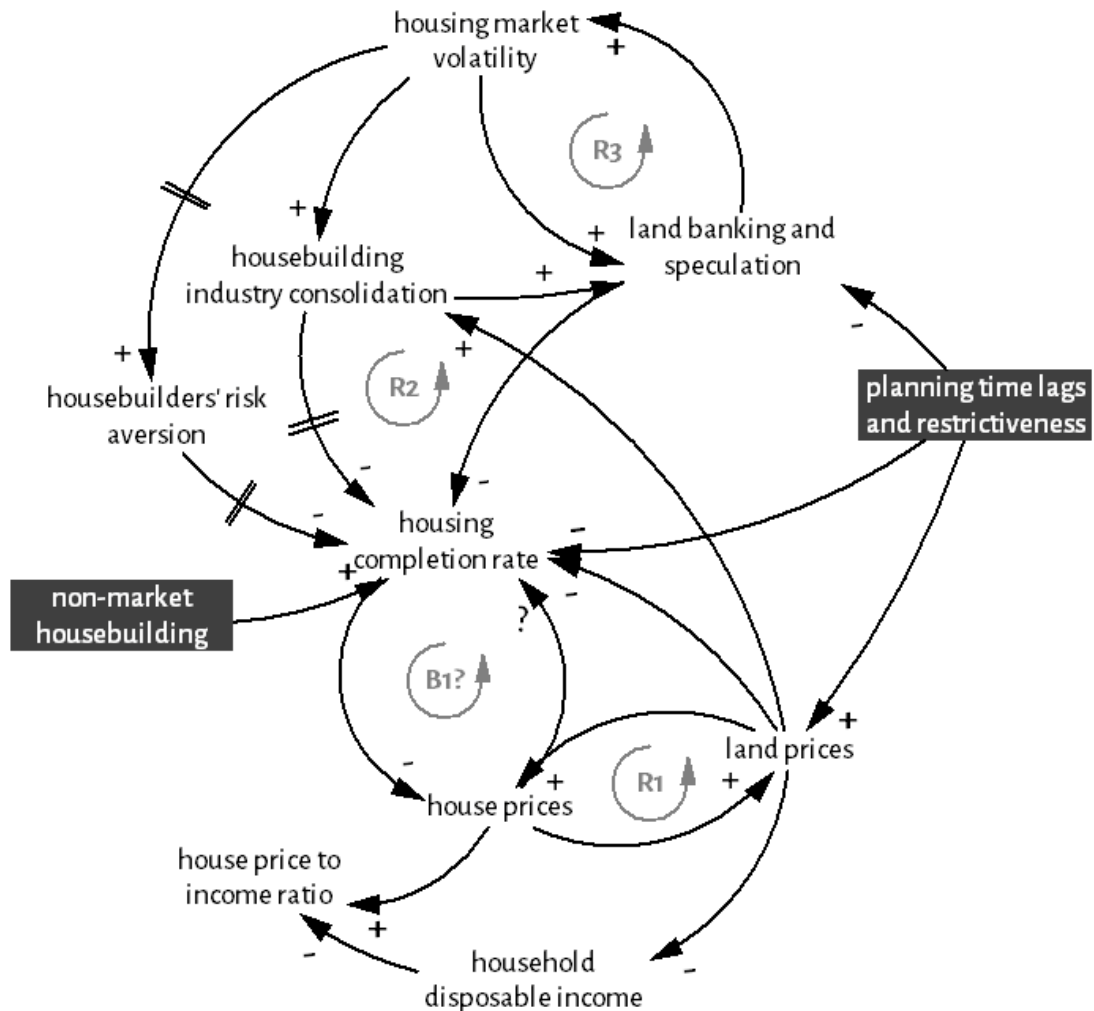 housing market
volatility
+
R3
+
+
land banking and
speculation
housebuilding
industry consolidation
+
-
+
R2
+
planning time lags
and restrictiveness
housebuilders' risk
aversion
-
-
-
housing
completion rate
-
+
-
non-market
housebuilding
?
B1?
+
land prices
-
+
R1
+
house prices
house price to
income ratio
+
-
household
disposable income
-